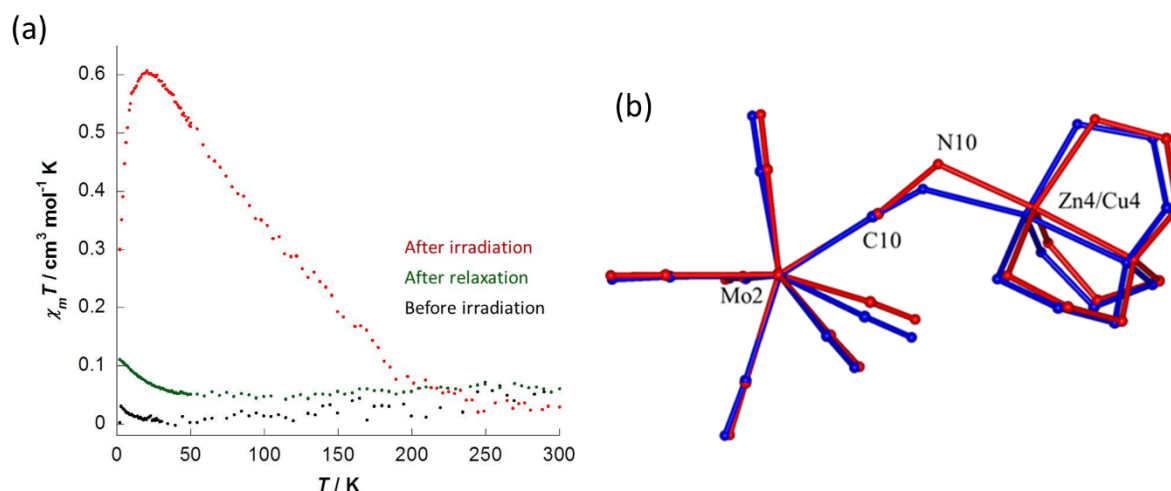 (a)
χₘT / cm³ mol⁻¹ K
0.6
0.5
0.4
0.3
0.2
0.1
0
0
50
100
150
200
250
300
T / K
After irradiation
After relaxation
Before irradiation
(b)
N10
Zn4/Cu4
C10
Mo2